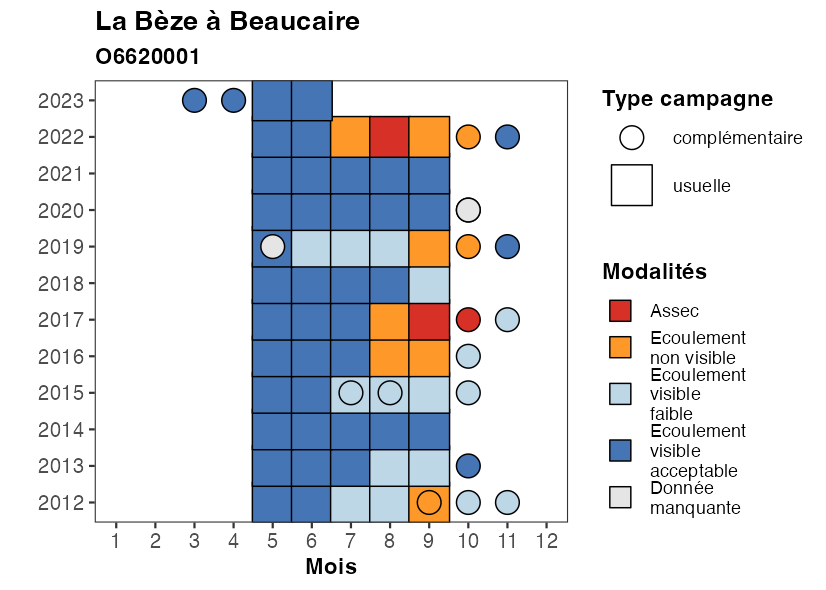 La Bèze à Beaucaire
O6620001
2023
2022
2021
2020
2019
2018
2017
2016
2015
2014
2013
2012
1 2 3 4 5 6 7 8 9 10 11 12
Mois
Type campagne
complémentaire
usuelle
Modalités
Assec
Ecoulement
non visible
Ecoulement
visible
faible
Ecoulement
visible
acceptable
Donnée
manquante